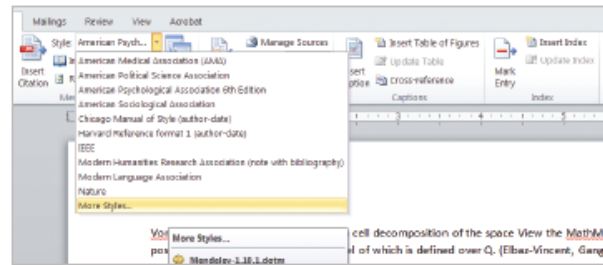 Mailings Review View Acrobat
Style: American Psych... Manage Sources Insert Table of Figures Insert Index
Update Table Update Index
Insert Citation Cross-reference Mark Entry
Captions Index
American Medical Association (AMA)
American Political Science Association
American Psychological Association 6th Edition
American Sociological Association
Chicago Manual of Style (author-date)
Harvard Reference format 1 (author-date)
IEEE
Modern Humanities Research Association (note with bibliography)
Modern Language Association
Nature
More Styles...
More Styles...
Mendeley-1.10.1.dotm
cell decomposition of the space View the MathM
of which is defined over Q. (Elbaz-Vincent, Gang